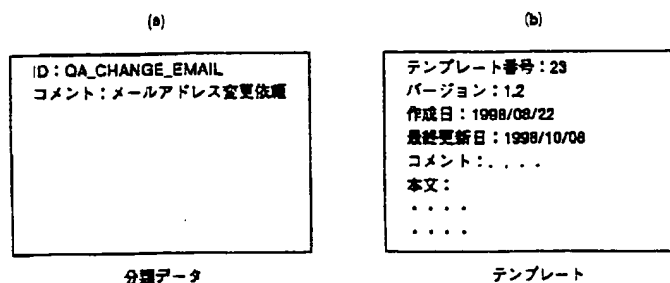 (a)
ID：QA_CHANGE_EMAIL
コメント：メールアドレス変更依頼
分類データ
(b)
テンプレート番号：23
バージョン：1.2
作成日：1998/08/22
最終更新日：1998/10/08
コメント：．．．．
本文：
・・・・
・・・・
テンプレート